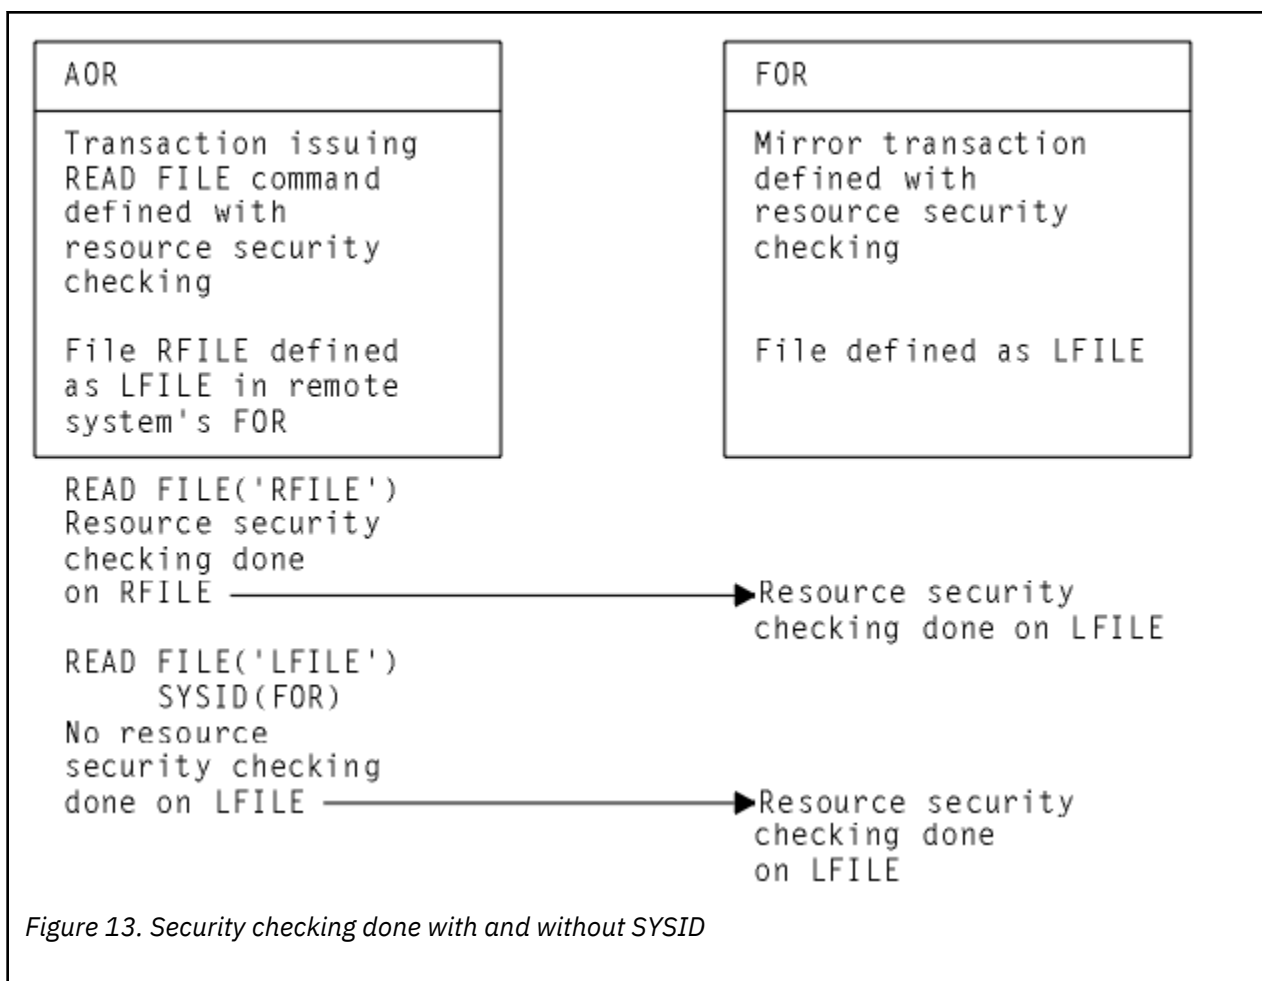 AOR
Transaction issuing
READ FILE command
defined with
resource security
checking
File RFILE defined
as LFILE in remote
system's FOR
FOR
Mirror transaction
defined with
resource security
checking
File defined as LFILE
READ FILE('RFILE')
Resource security
checking done
on RFILE
Resource security
checking done on LFILE
READ FILE('LFILE')
SYSID(FOR)
No resource
security checking
done on LFILE
Resource security
checking done
on LFILE
Figure 13. Security checking done with and without SYSID